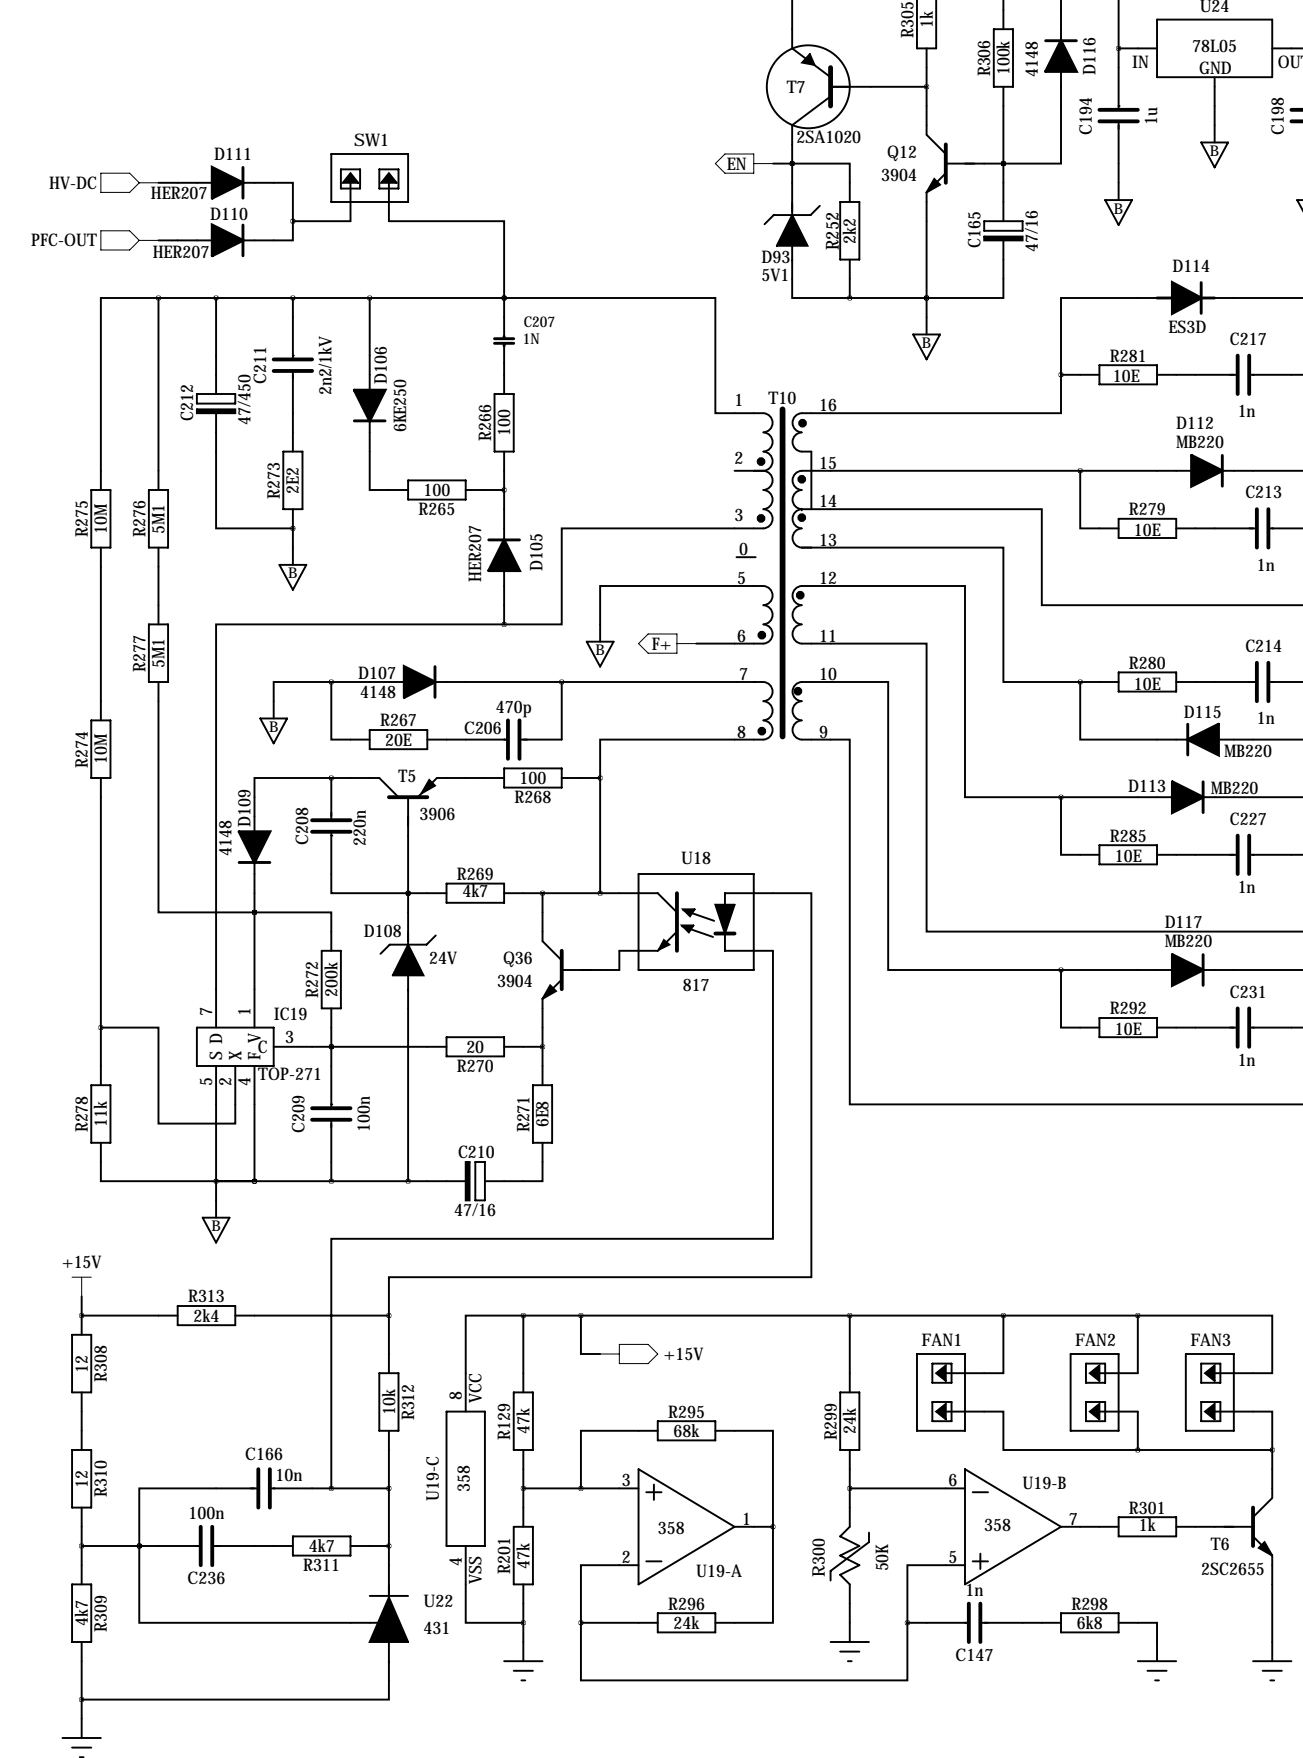 U24
78L05
GND
IN
OUT
R305
1k
R306
100k
4148
D116
C194
1u
C198
B
B
T7
2SA1020
EN
Q12
3904
R252
2k2
D93
5V1
C165
47/16
B
SW1
D111
HV-DC
HER207
D110
PFC-OUT
HER207
D114
ES3D
C207
1N
C217
R281
10E
1n
C212
47/450
C211
2n2/1kV
D106
6KE250
R266
100
R273
2E2
100
R265
R275
10M
R276
5M1
HER207
D105
B
T10
1
2
3
0
5
6
7
8
16
15
14
13
12
11
10
9
D112
MB220
C213
R279
10E
1n
B
F+
R277
5M1
C214
R280
10E
1n
D115
MB220
D107
4148
470p
C206
R267
20E
B
R274
10M
T5
3906
100
R268
4148
D109
C208
220n
D113
MB220
C227
R285
10E
1n
U18
817
R269
4k7
D108
24V
Q36
3904
R272
200k
D117
MB220
C231
R292
10E
1n
IC19
7
1
3
S D
X
F V
C
TOP-271
5
2
4
20
R270
R278
11k
C209
100n
R271
6E8
C210
47/16
B
+15V
R313
2k4
12
R308
12
R310
4k7
R309
10k
R312
C166
10n
100n
C236
4k7
R311
U22
431
8
VCC
U19-C
358
4
VSS
R129
47k
R201
47k
+15V
R295
68k
3
+
358
1
2
−
U19-A
R296
24k
R299
24k
R300
50K
FAN1
FAN2
FAN3
6
−
U19-B
358
7
5
+
R301
1k
T6
2SC2655
1n
C147
R298
6k8